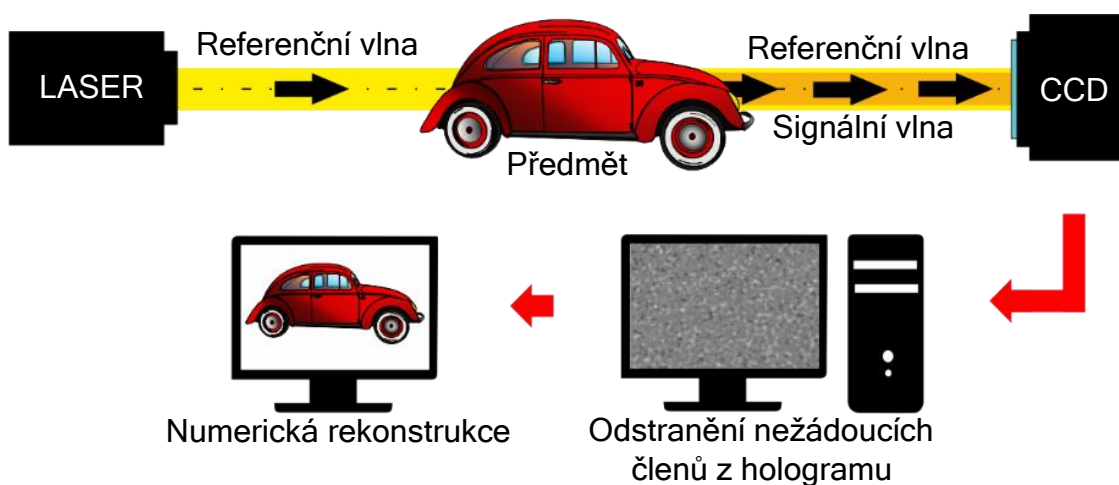 Referenční vlna
Referenční vlna
LASER
CCD
Signální vlna
Předmět
Numerická rekonstrukce
Odstranění nežádoucích
členů z hologramu